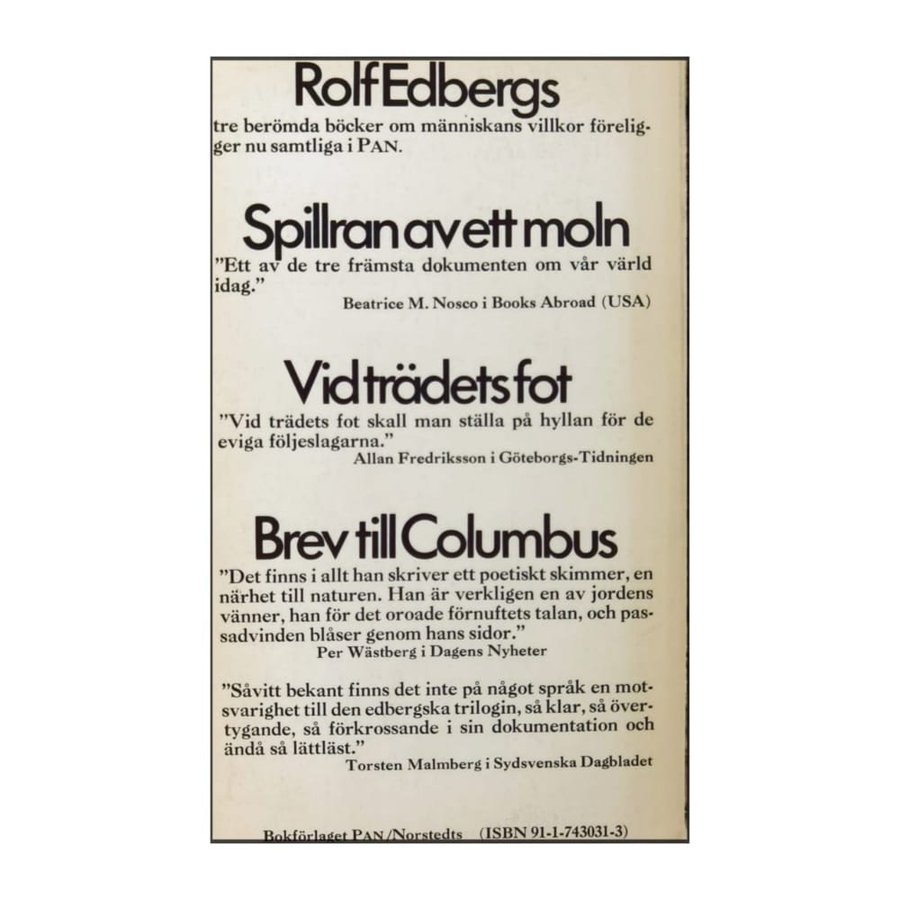 Rolf Edbergs
tre berömda böcker om människans villkor förelig-
ger nu samtliga i PAN.
Spillran av ett moln
”Ett av de tre främsta dokumenten om vår värld
idag.”
Beatrice M. Nosco i Books Abroad (USA)
Vid trädets fot
”Vid trädets fot skall man ställa på hyllan för de
eviga följeslagarna.”
Allan Fredriksson i Göteborgs-Tidningen
Brev till Columbus
”Det finns i allt han skriver ett poetiskt skimmer, en
närhet till naturen. Han är verkligen en av jordens
vänner, han för det oroade förnuftets talan, och pas-
sadvinden blåser genom hans sidor.”
Per Wästberg i Dagens Nyheter
”Såvitt bekant finns det inte på något språk en mot-
svarighet till den edbergska trilogin, så klar, så över-
tygande, så förkrossande i sin dokumentation och
ändå så lättläst.”
Torsten Malmberg i Sydsvenska Dagbladet
Bokförlaget PAN/Norstedts (ISBN 91-1-743031-3)